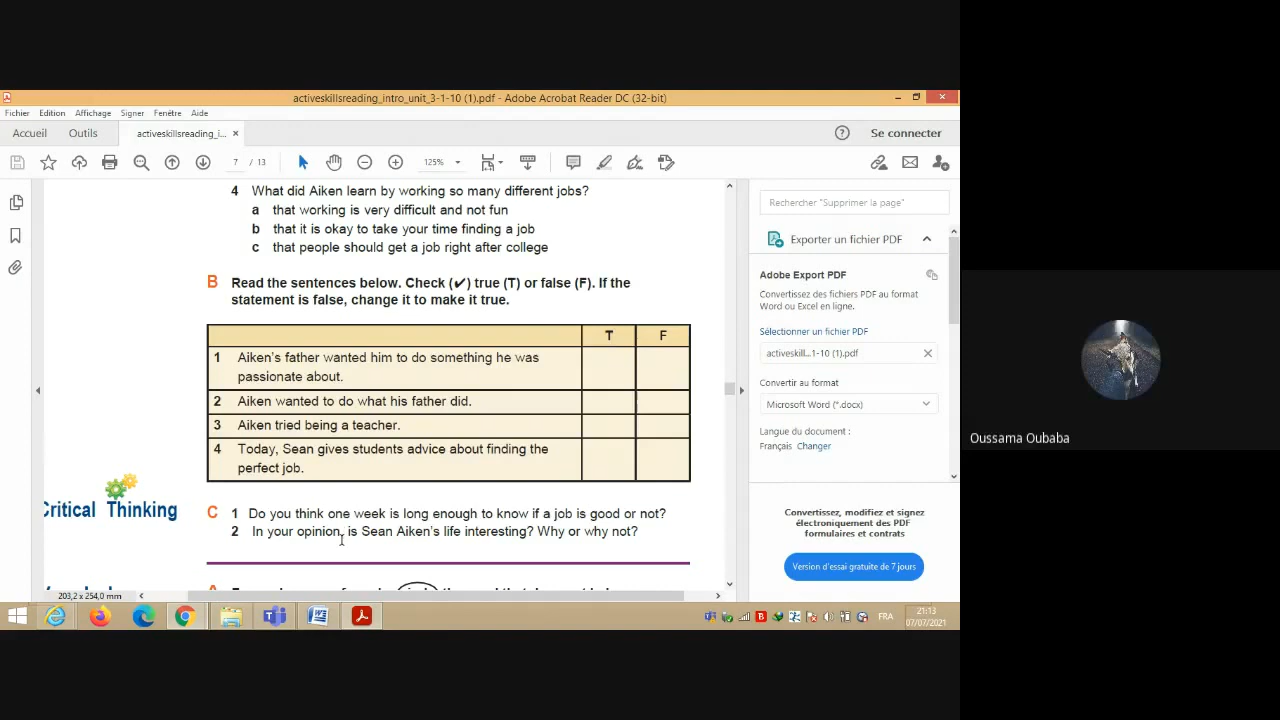 activeskillsreading_intro_unit_3-1-10 (1).pdf - Adobe Acrobat Reader DC (32-bit)
Fichier Edition Affichage Signer Fenêtre Aide
Accueil Outils activeskillsreading_i... × Se connecter
7 / 13 125%
4 What did Aiken learn by working so many different jobs?
a that working is very difficult and not fun
b that it is okay to take your time finding a job
c that people should get a job right after college
B Read the sentences below. Check (✔) true (T) or false (F). If the
statement is false, change it to make it true.
T F
1 Aiken's father wanted him to do something he was
passionate about.
2 Aiken wanted to do what his father did.
3 Aiken tried being a teacher.
4 Today, Sean gives students advice about finding the
perfect job.
Critical Thinking
C 1 Do you think one week is long enough to know if a job is good or not?
2 In your opinion, is Sean Aiken's life interesting? Why or why not?
203,2 x 254,0 mm
Rechercher "Supprimer la page"
Exporter un fichier PDF
Adobe Export PDF
Convertissez des fichiers PDF au format
Word ou Excel en ligne.
Sélectionner un fichier PDF
activeskill...1-10 (1).pdf
Convertir au format
Microsoft Word (*.docx)
Langue du document :
Français Changer
Convertissez, modifiez et signez
électroniquement des PDF
formulaires et contrats
Version d'essai gratuite de 7 jours
FRA
21:13
07/07/2021
Oussama Oubaba